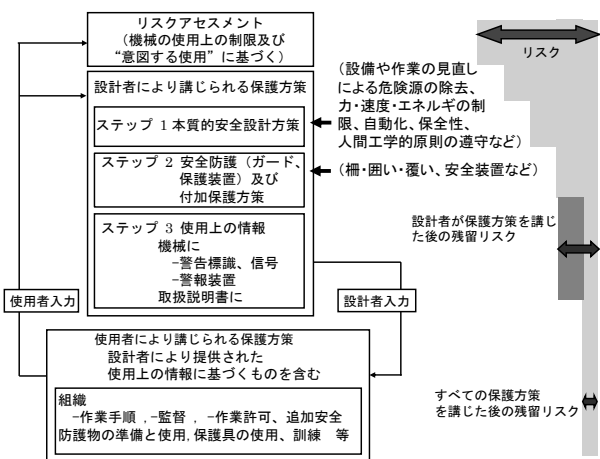 リスクアセスメント
(機械の使用上の制限及び
“意図する使用”に基づく)
設計者により講じられる保護方策
ステップ 1 本質的安全設計方策
ステップ 2 安全防護（ガード、
保護装置）及び
付加保護方策
ステップ 3 使用上の情報
機械に
-警告標識、信号
-警報装置
取扱説明書に
(設備や作業の見直し
による危険源の除去、
力・速度・エネルギの制
限、自動化、保全性、
人間工学的原則の遵守など)
(柵・囲い・覆い、安全装置など)
リスク
設計者が保護方策を講じ
た後の残留リスク
使用者入力
設計者入力
使用者により講じられる保護方策
設計者により提供された
使用上の情報に基づくものを含む
組織
-作業手順 , -監督 , -作業許可、追加安全
防護物の準備と使用, 保護具の使用、訓練 等
すべての保護方策
を講じた後の残留リスク